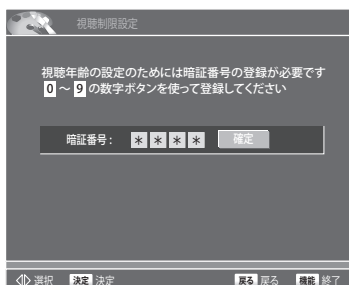 視聴制限設定
視聴年齢の設定のためには暗証番号の登録が必要です
0 ～ 9 の数字ボタンを使って登録してください
暗証番号： ＊ ＊ ＊ ＊ 確定
選択 決定 決定 戻る 戻る 機能 終了